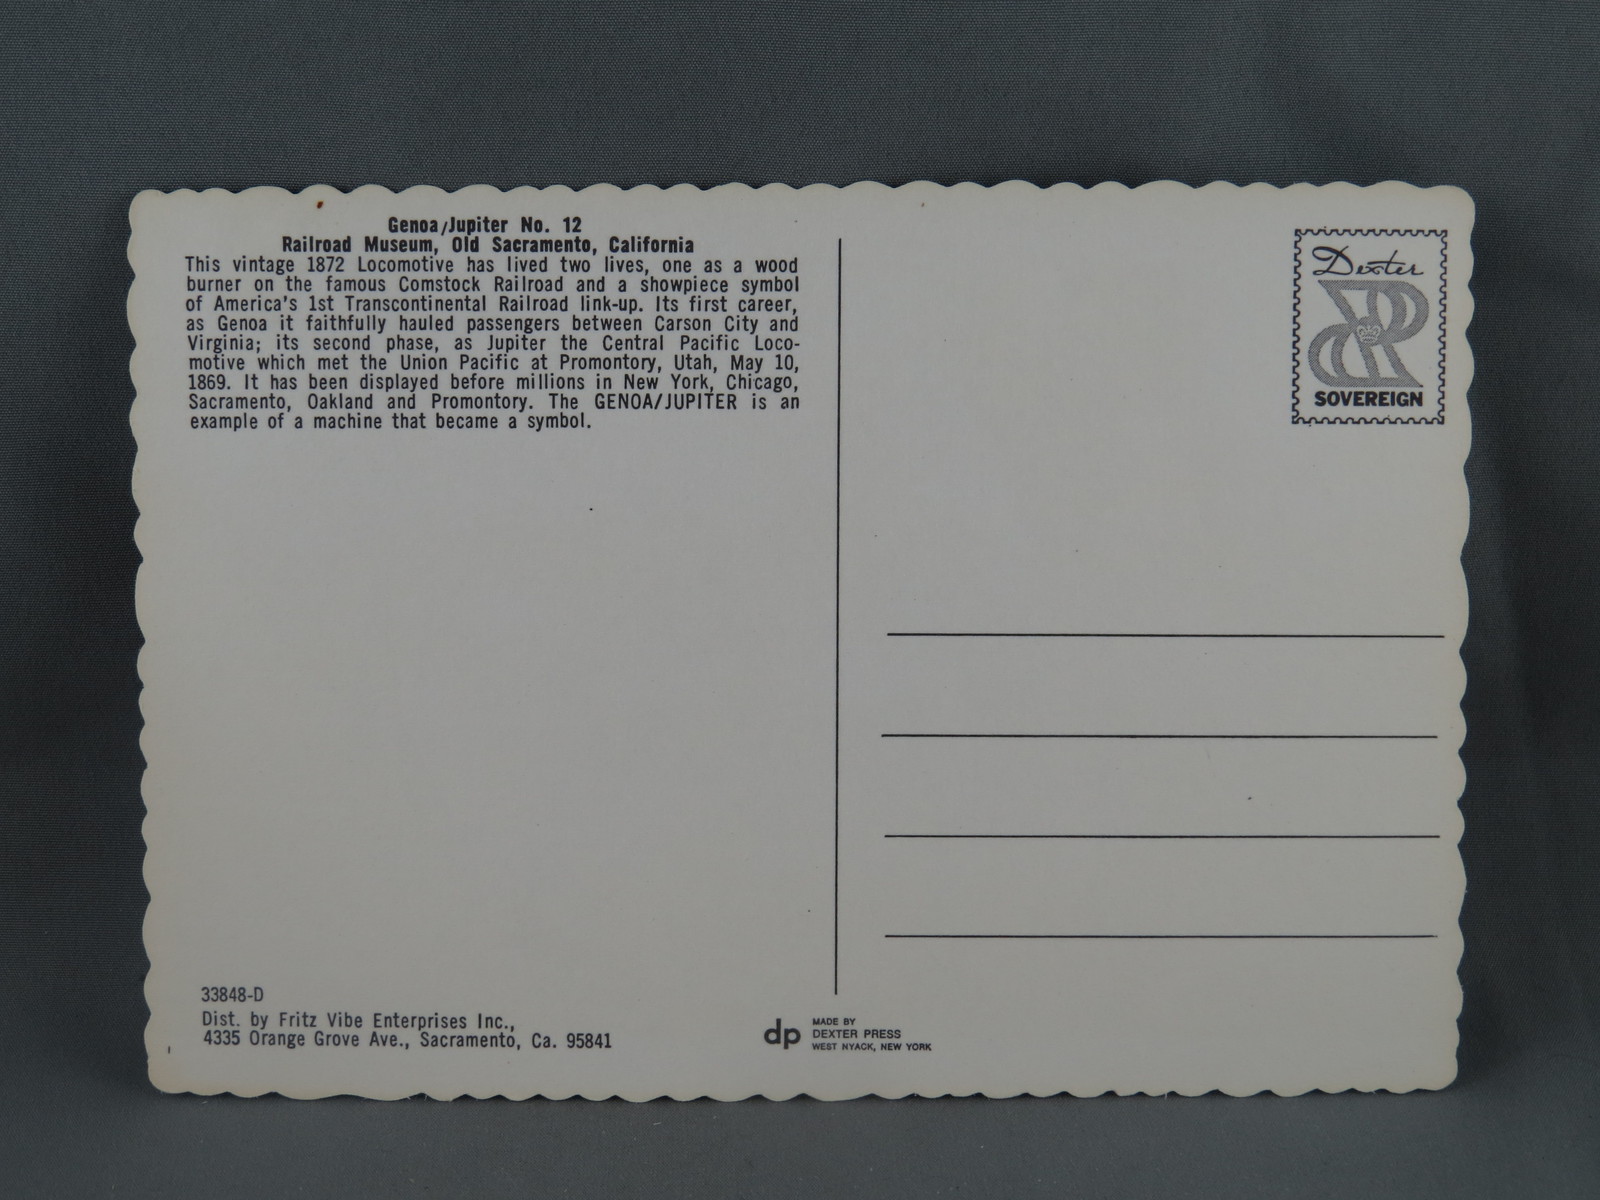 Genoa/Jupiter No. 12
Railroad Museum, Old Sacramento, California
This vintage 1872 Locomotive has lived two lives, one as a wood
burner on the famous Comstock Railroad and a showpiece symbol
of America's 1st Transcontinental Railroad link-up. Its first career,
as Genoa it faithfully hauled passengers between Carson City and
Virginia; its second phase, as Jupiter the Central Pacific Loco-
motive which met the Union Pacific at Promontory, Utah, May 10,
1869. It has been displayed before millions in New York, Chicago,
Sacramento, Oakland and Promontory. The GENOA/JUPITER is an
example of a machine that became a symbol.
33848-D
Dist. by Fritz Vibe Enterprises Inc.,
4335 Orange Grove Ave., Sacramento, Ca. 95841
dp
MADE BY
DEXTER PRESS
WEST NYACK, NEW YORK
Dexter
SOVEREIGN